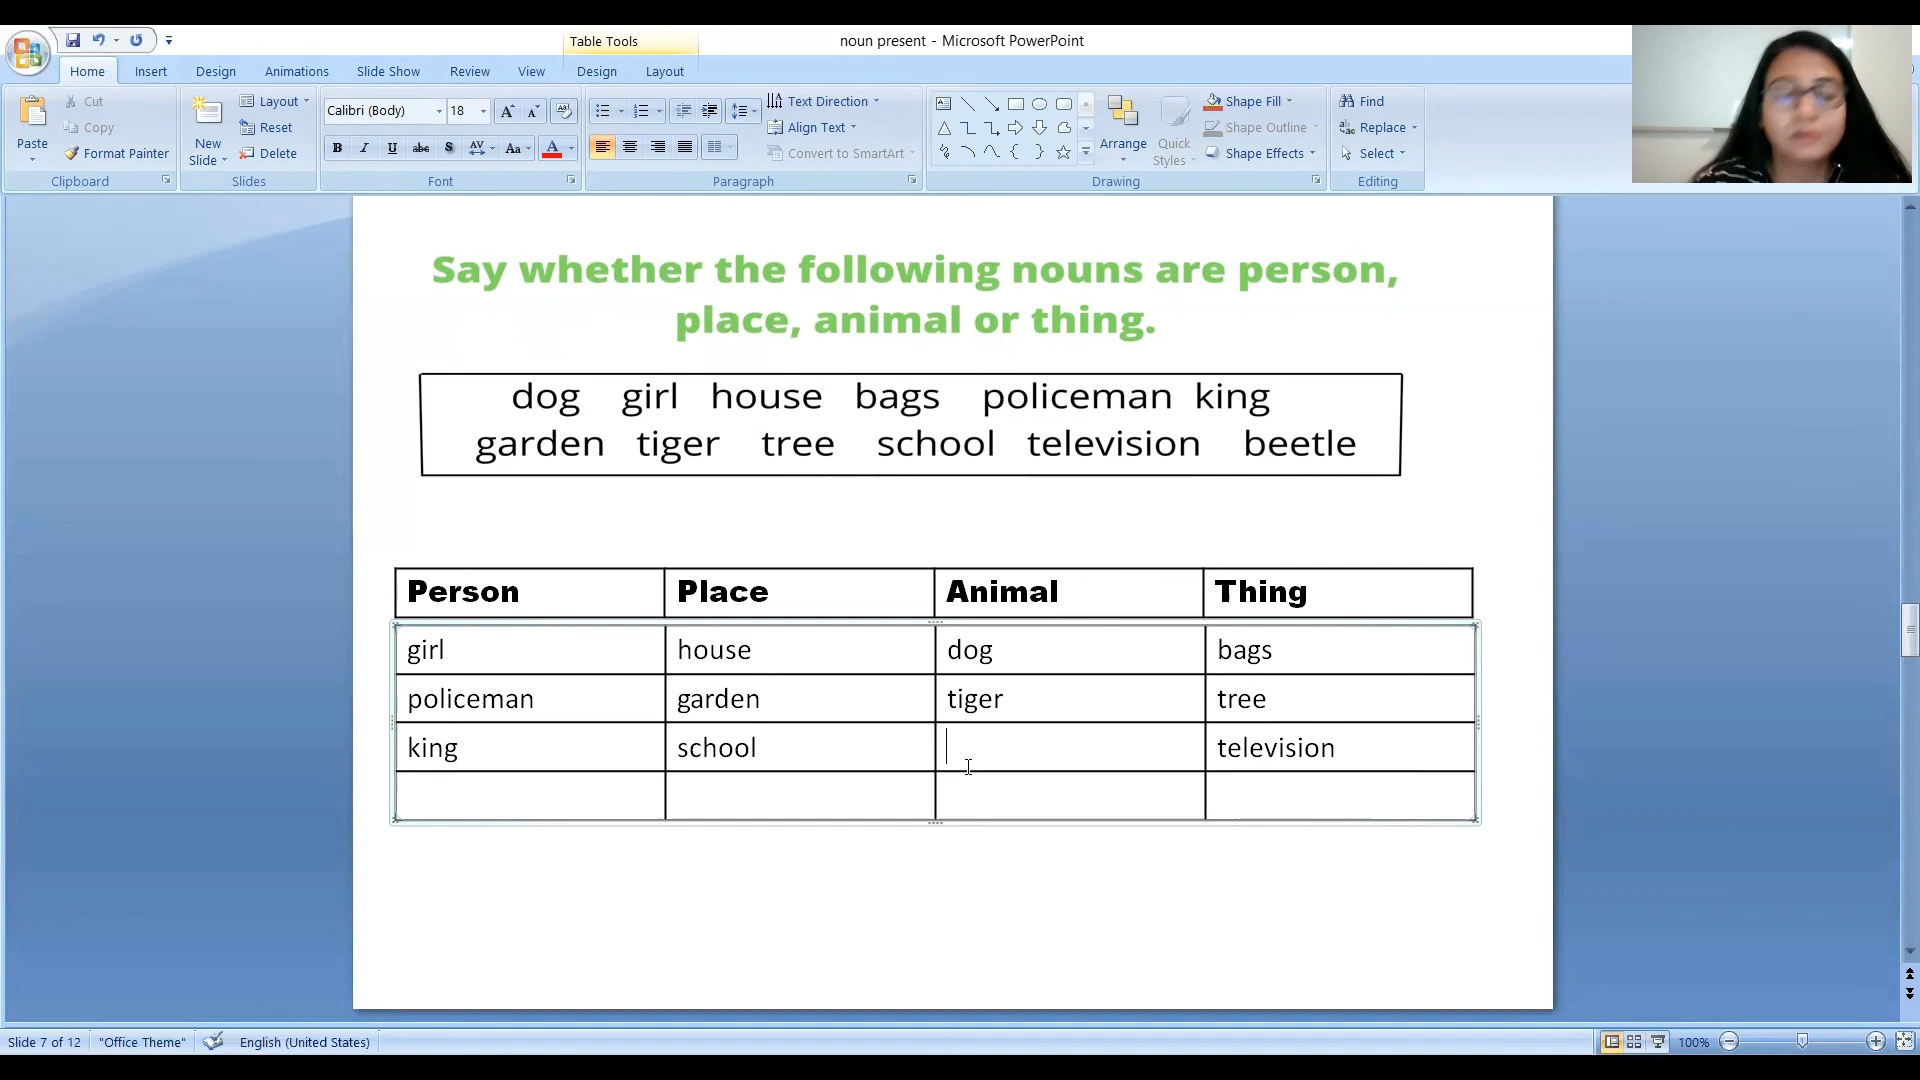 noun present - Microsoft PowerPoint
Table Tools
Home Insert Design Animations Slide Show Review View Design Layout
Paste
Cut
Copy
Format Painter
Clipboard
New Slide
Layout
Reset
Delete
Slides
Calibri (Body) 18
B I U abc S AV Aa A
Font
Text Direction
Align Text
Convert to SmartArt
Paragraph
Arrange
Quick Styles
Shape Fill
Shape Outline
Shape Effects
Drawing
Find
Replace
Select
Editing
Say whether the following nouns are person,
place, animal or thing.
dog girl house bags policeman king
garden tiger tree school television beetle
Person Place Animal Thing
girl house dog bags
policeman garden tiger tree
king school television
Slide 7 of 12 "Office Theme" English (United States) 100%